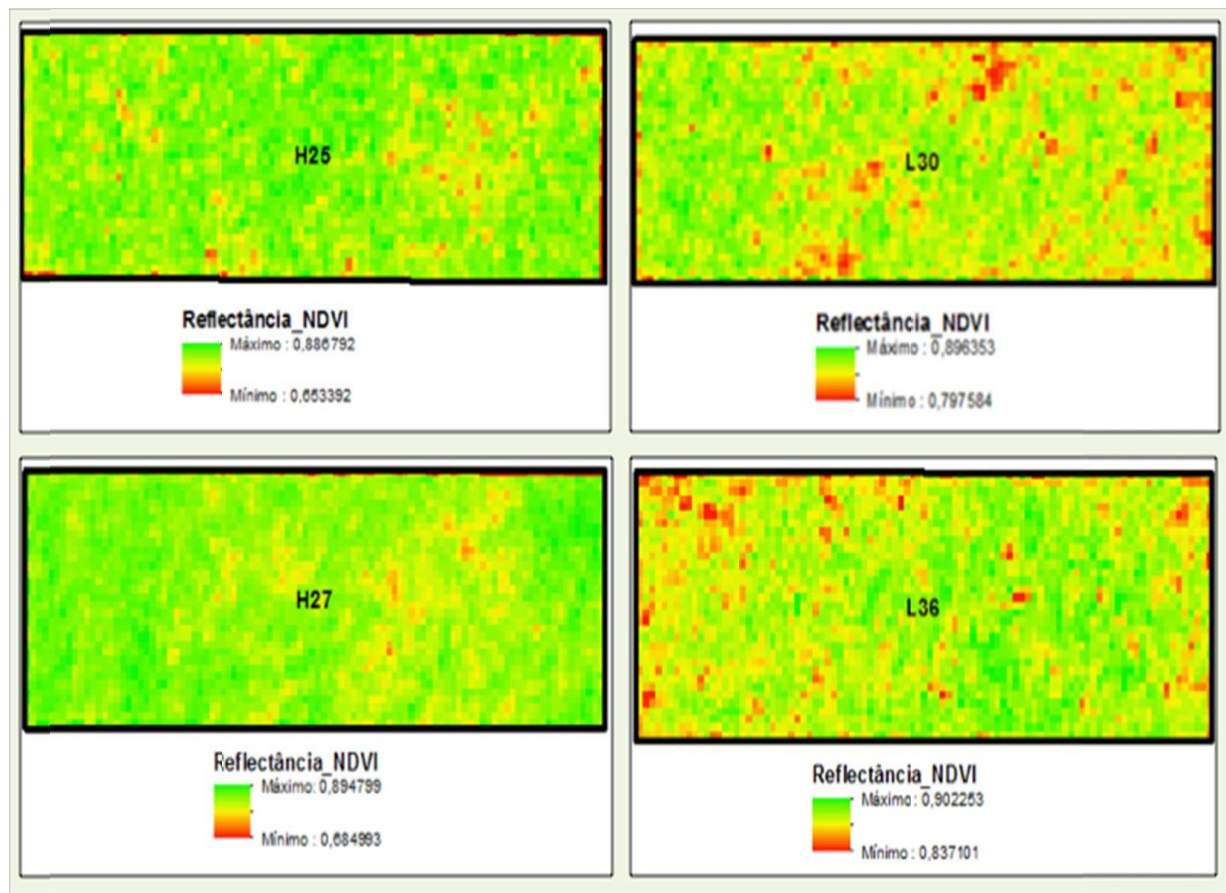 H25
Reflectância_NDVI
Máximo : 0,886792
Mínimo : 0,653392
L30
Reflectância_NDVI
Máximo : 0,896353
Mínimo : 0,797584
H27
Reflectância_NDVI
Máximo: 0,894799
Mínimo : 0,684993
L36
Reflectância_NDVI
Máximo : 0,902253
Mínimo : 0,837101